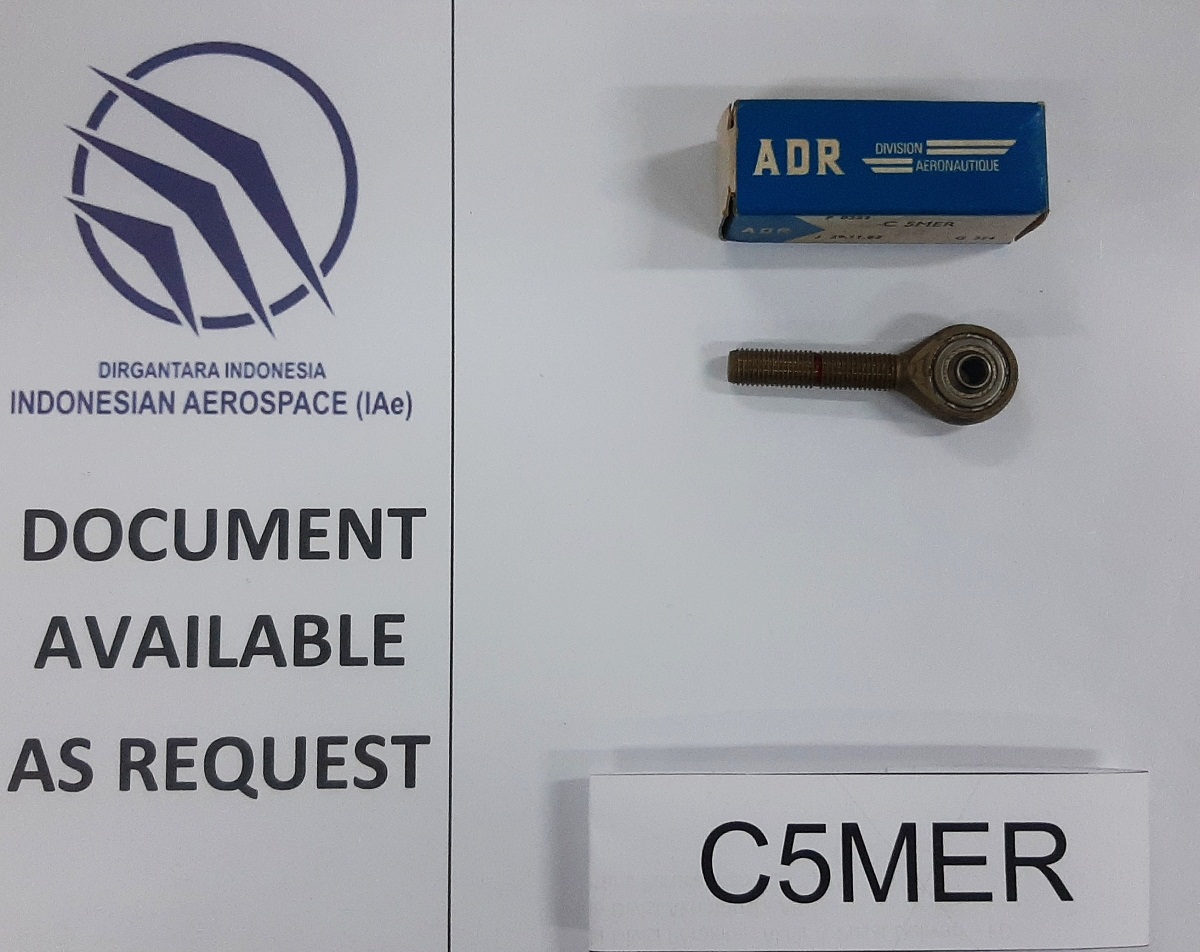 DIRGANTARA INDONESIA
INDONESIAN AEROSPACE (IAe)
DOCUMENT
AVAILABLE
AS REQUEST
ADR
DIVISION
AERONAUTIQUE
ADR
C 5MER
C5MER